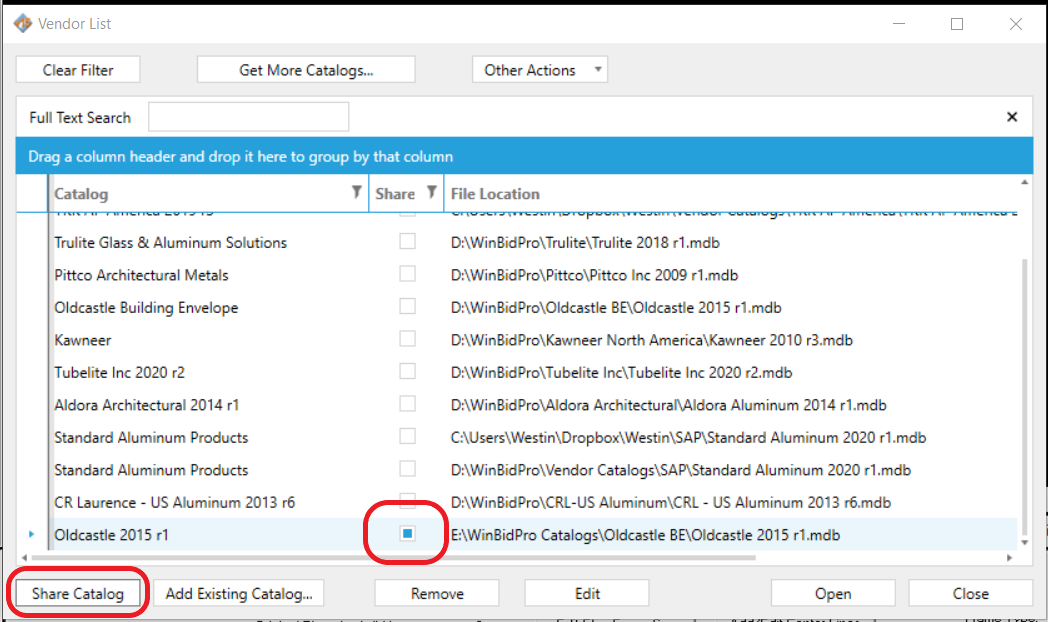 Vendor List
Clear Filter Get More Catalogs... Other Actions
Full Text Search
Drag a column header and drop it here to group by that column
Catalog Share File Location
Trulite Glass & Aluminum Solutions D:\WinBidPro\Trulite\Trulite 2018 r1.mdb
Pittco Architectural Metals D:\WinBidPro\Pittco\Pittco Inc 2009 r1.mdb
Oldcastle Building Envelope D:\WinBidPro\Oldcastle BE\Oldcastle 2015 r1.mdb
Kawneer D:\WinBidPro\Kawneer North America\Kawneer 2010 r3.mdb
Tubelite Inc 2020 r2 D:\WinBidPro\Tubelite Inc\Tubelite Inc 2020 r2.mdb
Aldora Architectural 2014 r1 D:\WinBidPro\Aldora Architectural\Aldora Aluminum 2014 r1.mdb
Standard Aluminum Products C:\Users\Westin\Dropbox\Westin\SAP\Standard Aluminum 2020 r1.mdb
Standard Aluminum Products D:\WinBidPro\Vendor Catalogs\SAP\Standard Aluminum 2020 r1.mdb
CR Laurence - US Aluminum 2013 r6 D:\WinBidPro\CRL-US Aluminum\CRL - US Aluminum 2013 r6.mdb
Oldcastle 2015 r1 E:\WinBidPro Catalogs\Oldcastle BE\Oldcastle 2015 r1.mdb
Share Catalog Add Existing Catalog... Remove Edit Open Close